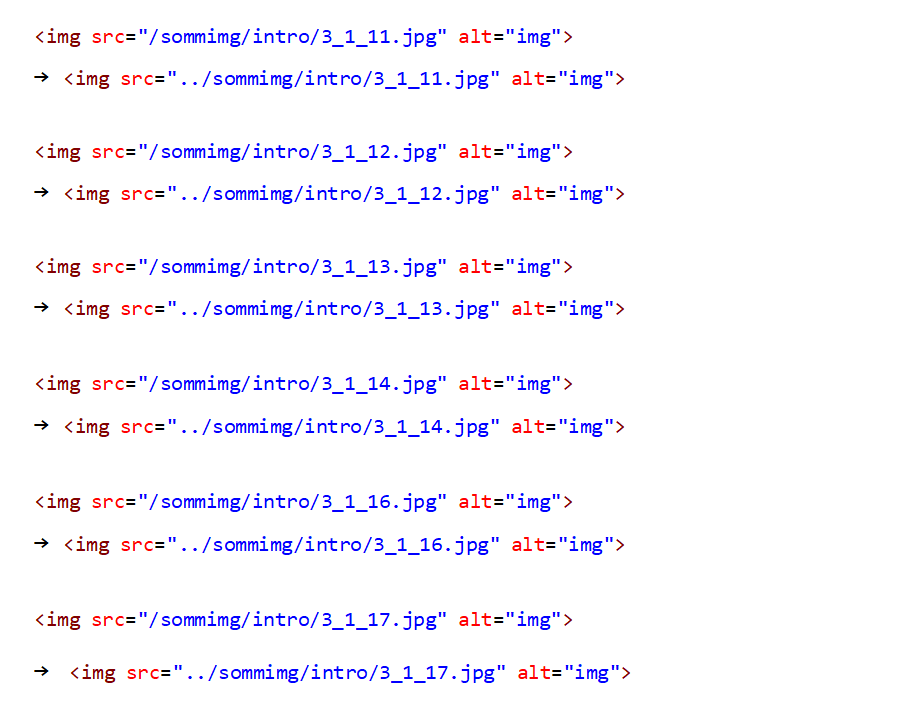 <img src="/sommimg/intro/3_1_11.jpg" alt="img">
→ <img src="../sommimg/intro/3_1_11.jpg" alt="img">
<img src="/sommimg/intro/3_1_12.jpg" alt="img">
→ <img src="../sommimg/intro/3_1_12.jpg" alt="img">
<img src="/sommimg/intro/3_1_13.jpg" alt="img">
→ <img src="../sommimg/intro/3_1_13.jpg" alt="img">
<img src="/sommimg/intro/3_1_14.jpg" alt="img">
→ <img src="../sommimg/intro/3_1_14.jpg" alt="img">
<img src="/sommimg/intro/3_1_16.jpg" alt="img">
→ <img src="../sommimg/intro/3_1_16.jpg" alt="img">
<img src="/sommimg/intro/3_1_17.jpg" alt="img">
→ <img src="../sommimg/intro/3_1_17.jpg" alt="img">